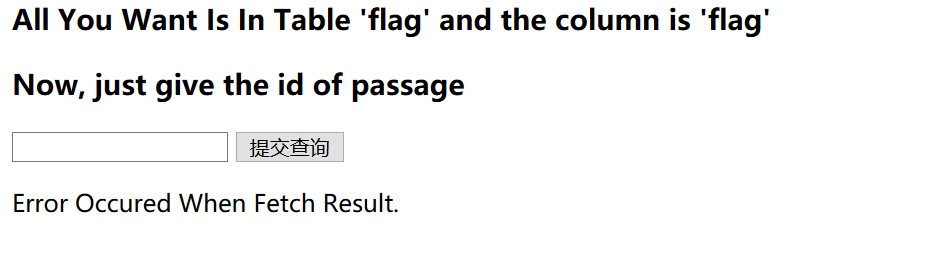 All You Want Is In Table 'flag' and the column is 'flag'
Now, just give the id of passage
提交查询
Error Occured When Fetch Result.